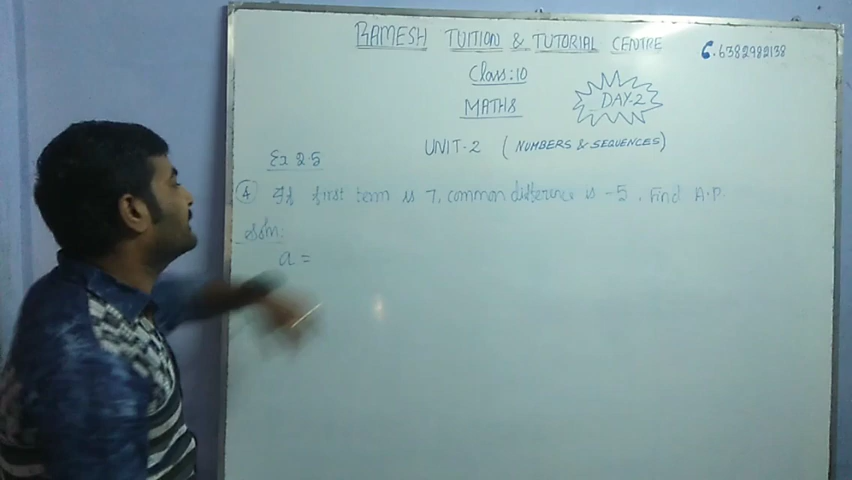 RAMESH TUITION & TUTORIAL CENTRE
6382982138
Class:10
MATHS
DAY-2
UNIT-2 ( NUMBERS & SEQUENCES)
Ex 2.5
4 If first term is 7, common difference is -5, Find A.P.
Soln:
a =